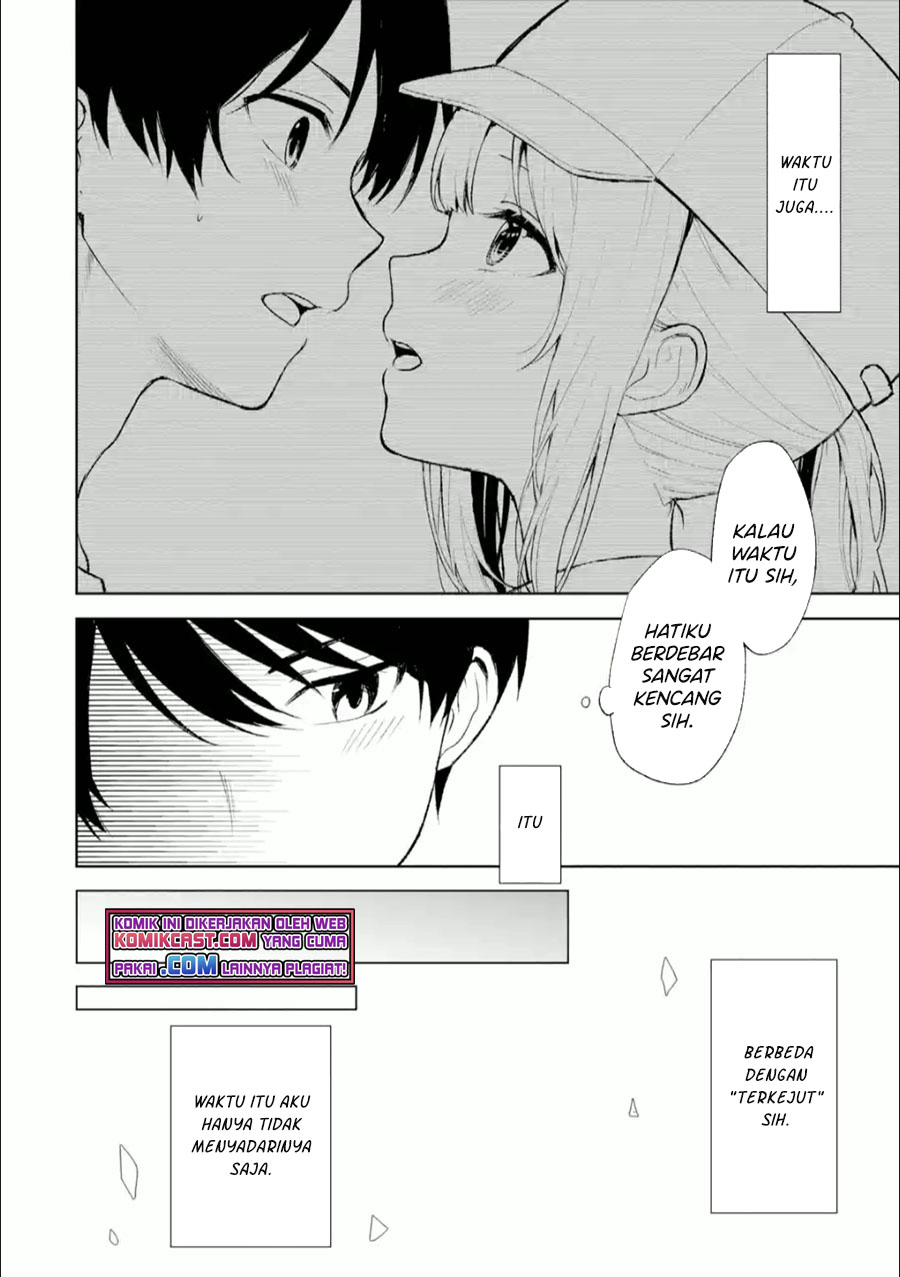 WAKTU
ITU
JUGA....
KALAU
WAKTU
ITU SIH,
HATIKU
BERDEBAR
SANGAT
KENCANG
SIH.
ITU
BERBEDA
DENGAN
"TERKEJUT"
SIH.
WAKTU ITU AKU
HANYA TIDAK
MENYADARINYA
SAJA.
KOMIK INI DIKERJAKAN OLEH WEB
KOMIKCAST.COM YANG CUMA
PAKAI .COM LAINNYA PLAGIAT!